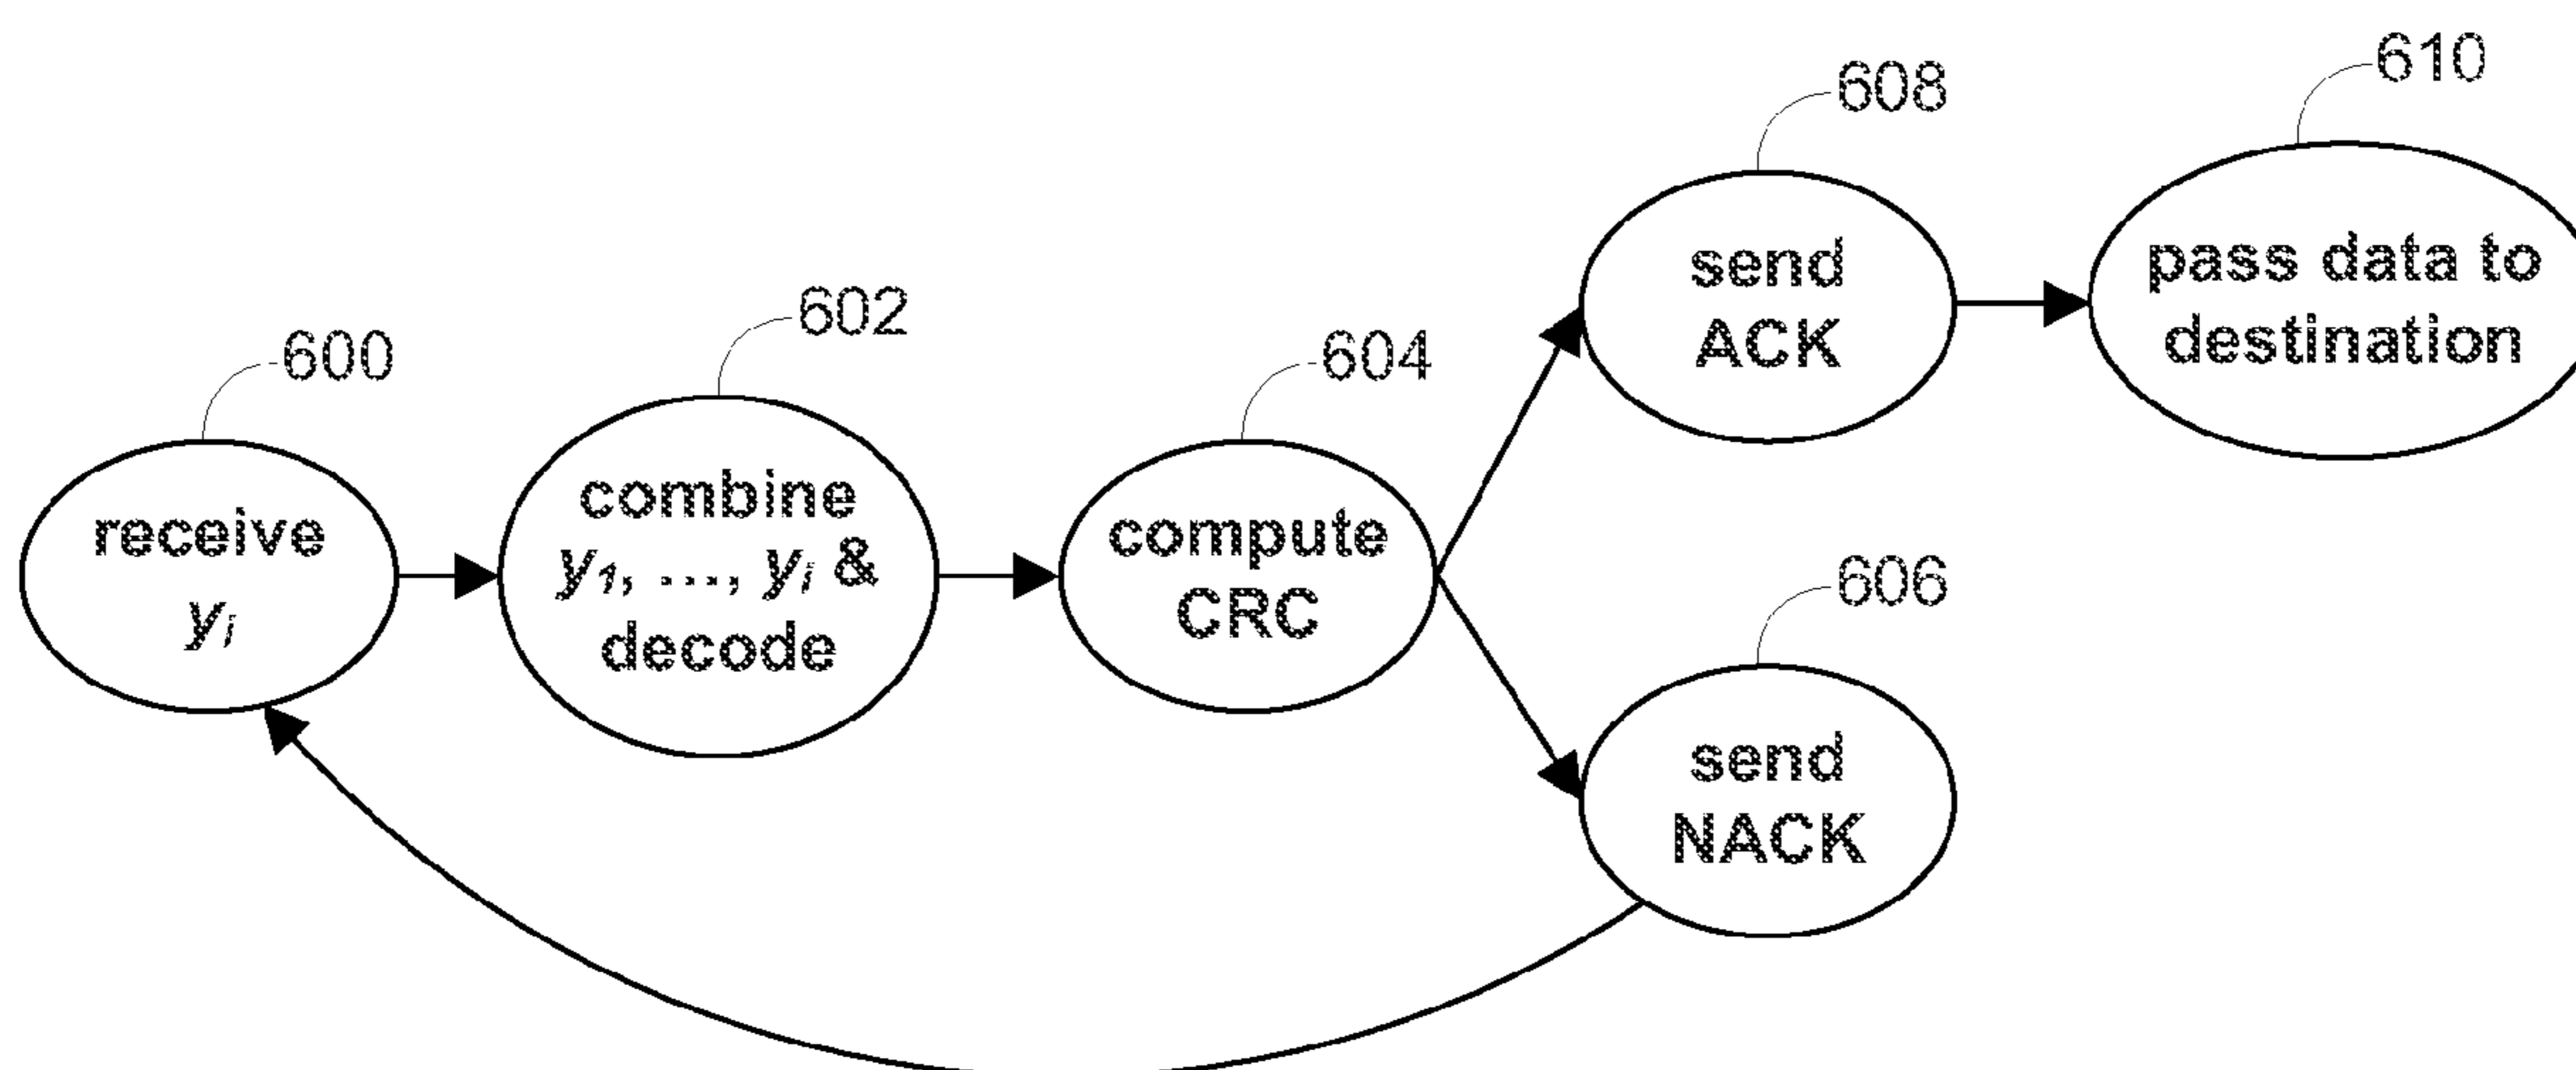 600
receive
yi
602
combine
y1, ..., yi &
decode
604
compute
CRC
608
send
ACK
610
pass data to
destination
606
send
NACK